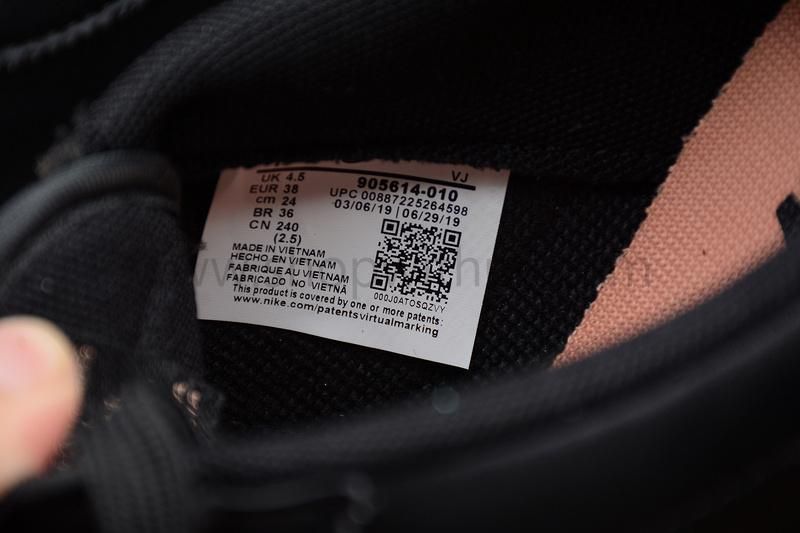 VJ
UK 4.5
EUR 38
cm 24
BR 36
CN 240
(2.5)
905614-010
UPC 00887225264598
03/06/19 | 06/29/19
MADE IN VIETNAM
HECHO EN VIETNAM
FABRIQUE AU VIETNAM
FABRICADO NO VIETNÃ
000J0ATOSQZVY
This product is covered by one or more patents:
www.nike.com/patentsvirtualmarking